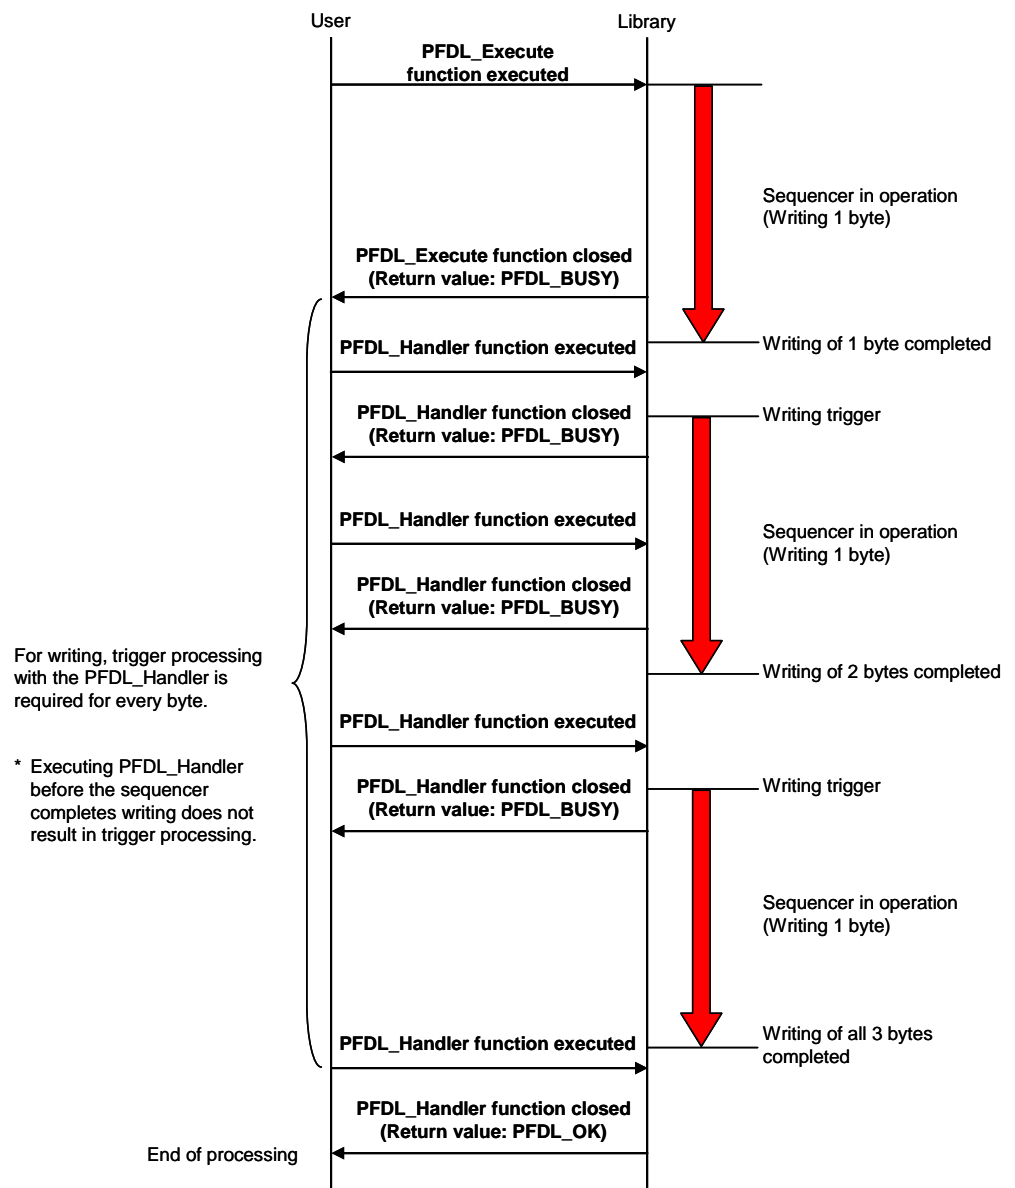 User
Library
PFDL_Execute
function executed
Sequencer in operation
(Writing 1 byte)
PFDL_Execute function closed
(Return value: PFDL_BUSY)
Writing of 1 byte completed
PFDL_Handler function executed
PFDL_Handler function closed
(Return value: PFDL_BUSY)
Writing trigger
PFDL_Handler function executed
Sequencer in operation
(Writing 1 byte)
PFDL_Handler function closed
(Return value: PFDL_BUSY)
For writing, trigger processing
with the PFDL_Handler is
required for every byte.
* Executing PFDL_Handler
before the sequencer
completes writing does not
result in trigger processing.
Writing of 2 bytes completed
PFDL_Handler function executed
PFDL_Handler function closed
(Return value: PFDL_BUSY)
Writing trigger
Sequencer in operation
(Writing 1 byte)
Writing of all 3 bytes
completed
PFDL_Handler function executed
PFDL_Handler function closed
(Return value: PFDL_OK)
End of processing